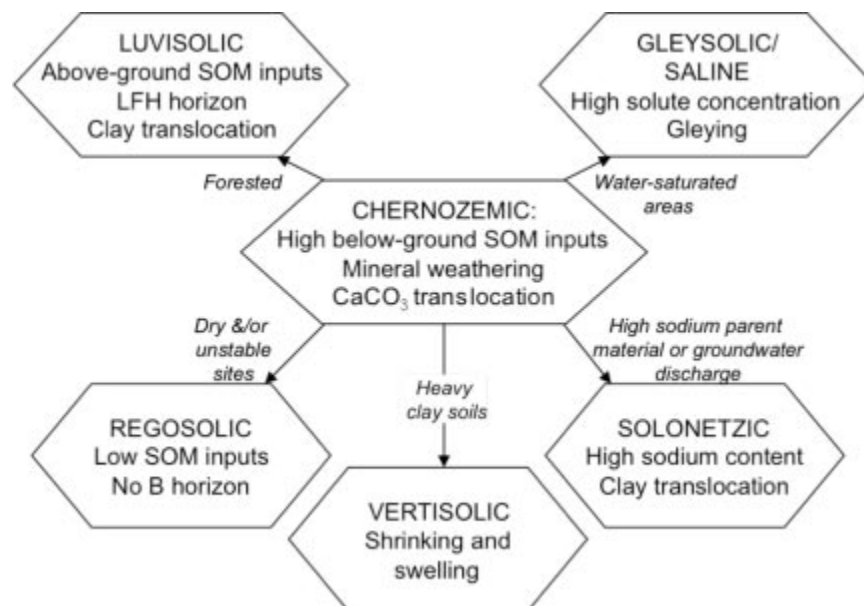 LUVISOLIC
Above-ground SOM inputs
LFH horizon
Clay translocation
GLEYSOLIC/
SALINE
High solute concentration
Gleying
Forested
Water-saturated
areas
CHERNOZEMIC:
High below-ground SOM inputs
Mineral weathering
CaCO₃ translocation
Dry &/or
unstable
sites
Heavy
clay soils
High sodium parent
material or groundwater
discharge
REGOSOLIC
Low SOM inputs
No B horizon
VERTISOLIC
Shrinking and
swelling
SOLONETZIC
High sodium content
Clay translocation